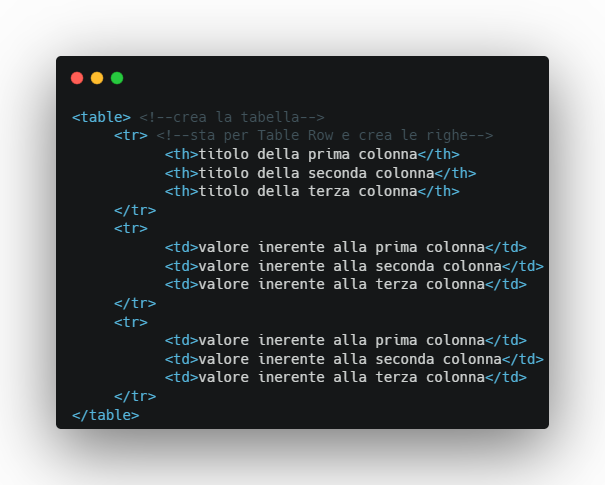 <table> <!--crea la tabella-->
<tr> <!--sta per Table Row e crea le righe-->
<th>titolo della prima colonna</th>
<th>titolo della seconda colonna</th>
<th>titolo della terza colonna</th>
</tr>
<tr>
<td>valore inerente alla prima colonna</td>
<td>valore inerente alla seconda colonna</td>
<td>valore inerente alla terza colonna</td>
</tr>
<tr>
<td>valore inerente alla prima colonna</td>
<td>valore inerente alla seconda colonna</td>
<td>valore inerente alla terza colonna</td>
</tr>
</table>